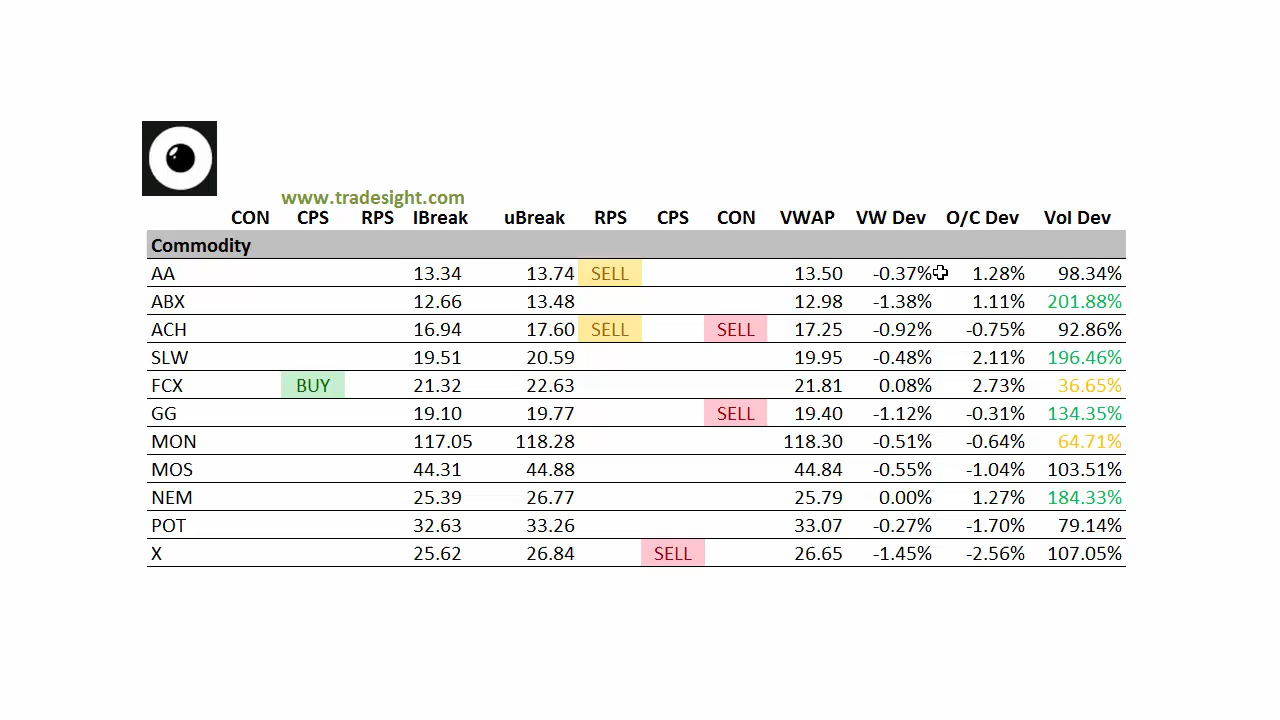 www.tradesight.com
CON CPS RPS lBreak uBreak RPS CPS CON VWAP VW Dev O/C Dev Vol Dev
Commodity
AA 13.34 13.74 SELL 13.50 -0.37% 1.28% 98.34%
ABX 12.66 13.48 12.98 -1.38% 1.11% 201.88%
ACH 16.94 17.60 SELL SELL 17.25 -0.92% -0.75% 92.86%
SLW 19.51 20.59 19.95 -0.48% 2.11% 196.46%
FCX BUY 21.32 22.63 21.81 0.08% 2.73% 36.65%
GG 19.10 19.77 SELL 19.40 -1.12% -0.31% 134.35%
MON 117.05 118.28 118.30 -0.51% -0.64% 64.71%
MOS 44.31 44.88 44.84 -0.55% -1.04% 103.51%
NEM 25.39 26.77 25.79 0.00% 1.27% 184.33%
POT 32.63 33.26 33.07 -0.27% -1.70% 79.14%
X 25.62 26.84 SELL 26.65 -1.45% -2.56% 107.05%